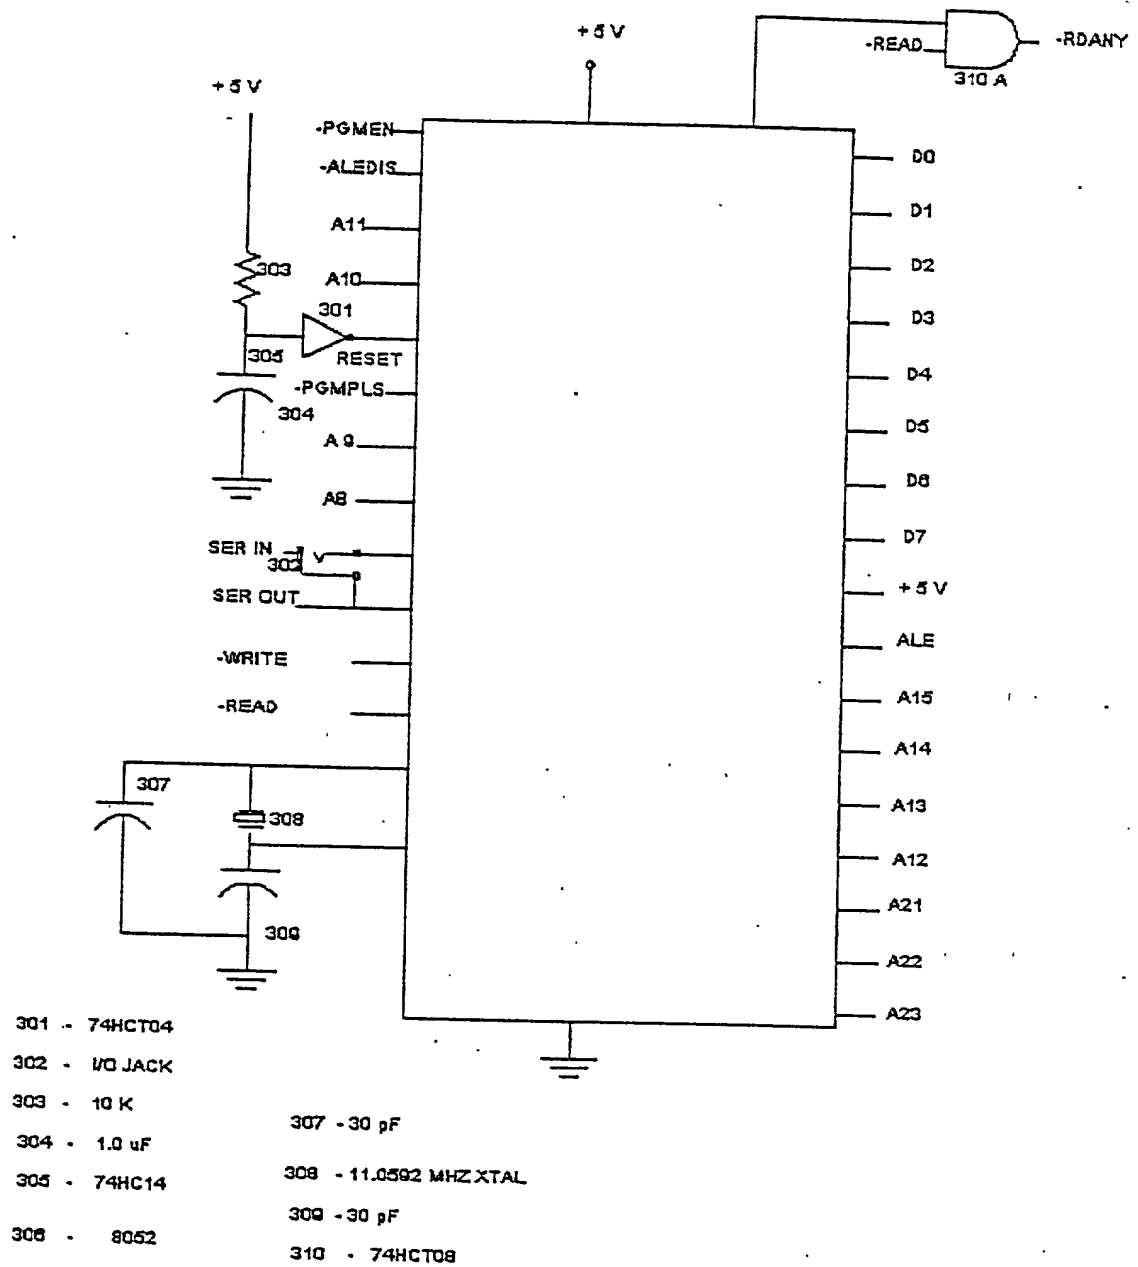 +5 V
-READ
-RDANY
310 A
+5 V
-PGMEN
-ALEDIS
A11
A10
303
301
RESET
305
-PGMPLS
304
A9
A8
SER IN
302
SER OUT
-WRITE
-READ
307
308
309
D0
D1
D2
D3
D4
D5
D6
D7
+5 V
ALE
A15
A14
A13
A12
A21
A22
A23
301 - 74HCT04
302 - I/O JACK
303 - 10 K
304 - 1.0 uF
305 - 74HC14
306 - 8052
307 - 30 pF
308 - 11.0592 MHZ XTAL
309 - 30 pF
310 - 74HCT08